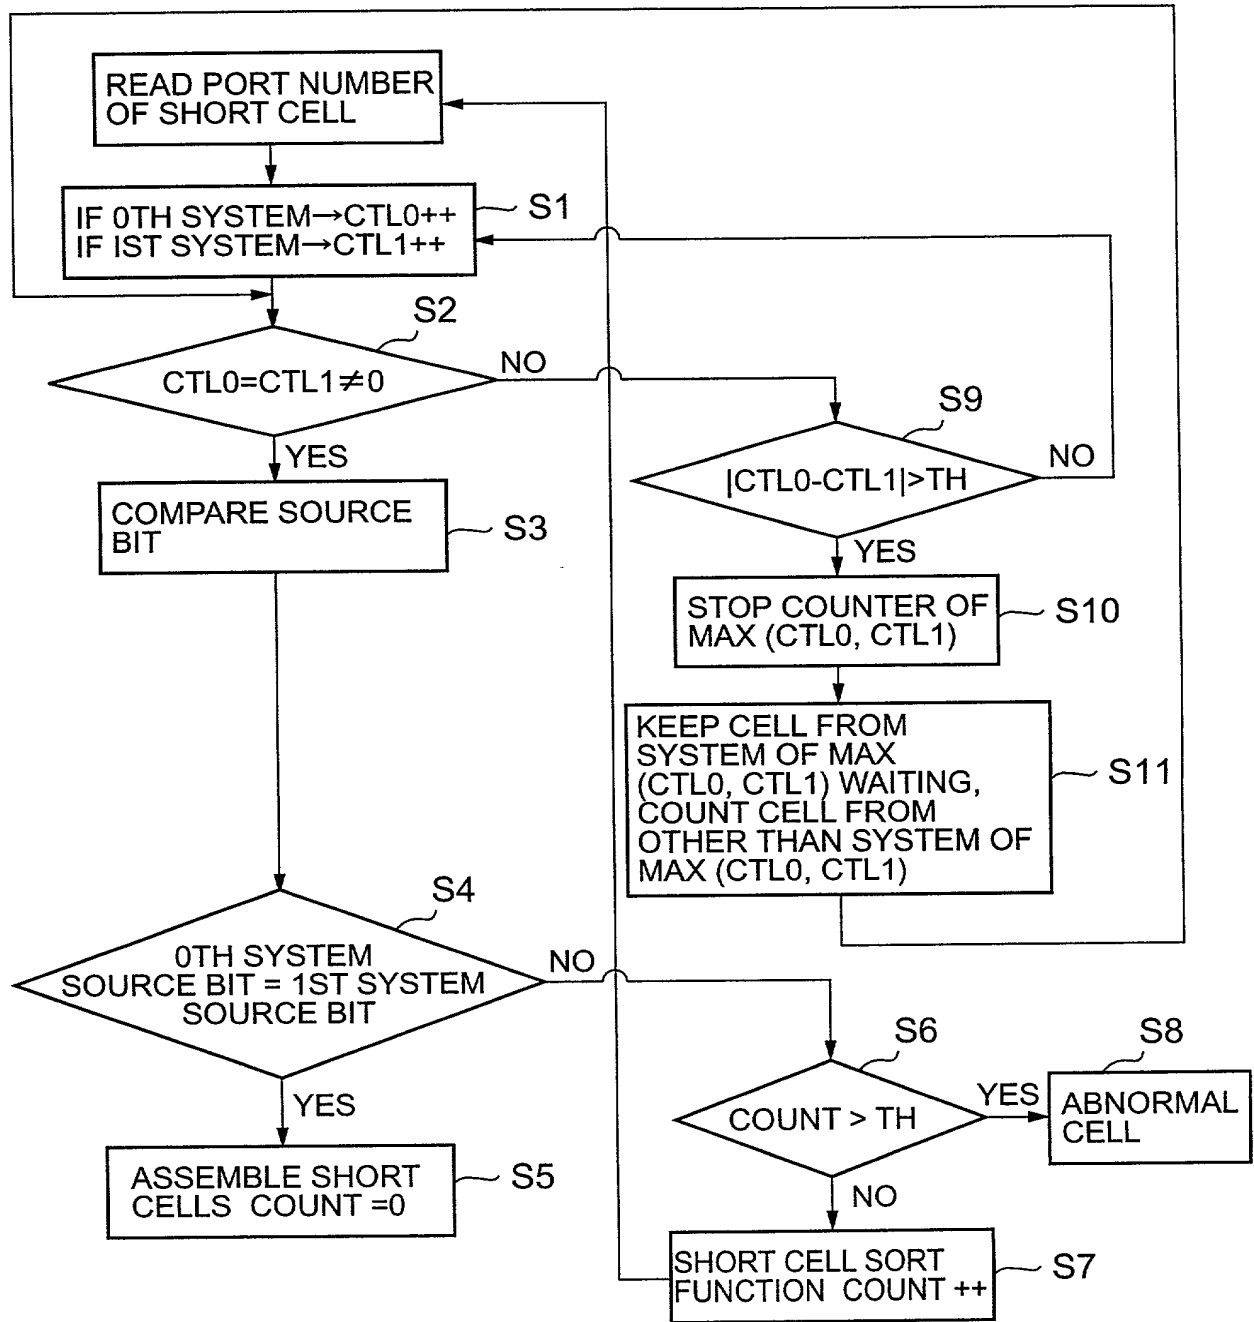 READ PORT NUMBER
OF SHORT CELL
IF 0TH SYSTEM→CTL0++
IF IST SYSTEM→CTL1++
S1
S2
CTL0=CTL1≠0
NO
YES
COMPARE SOURCE
BIT
S3
S9
|CTL0-CTL1|>TH
NO
YES
STOP COUNTER OF
MAX (CTL0, CTL1)
S10
KEEP CELL FROM
SYSTEM OF MAX
(CTL0, CTL1) WAITING,
COUNT CELL FROM
OTHER THAN SYSTEM OF
MAX (CTL0, CTL1)
S11
S4
0TH SYSTEM
SOURCE BIT = 1ST SYSTEM
SOURCE BIT
NO
YES
ASSEMBLE SHORT
CELLS COUNT =0
S5
S6
COUNT > TH
YES
S8
ABNORMAL
CELL
NO
SHORT CELL SORT
FUNCTION COUNT ++
S7